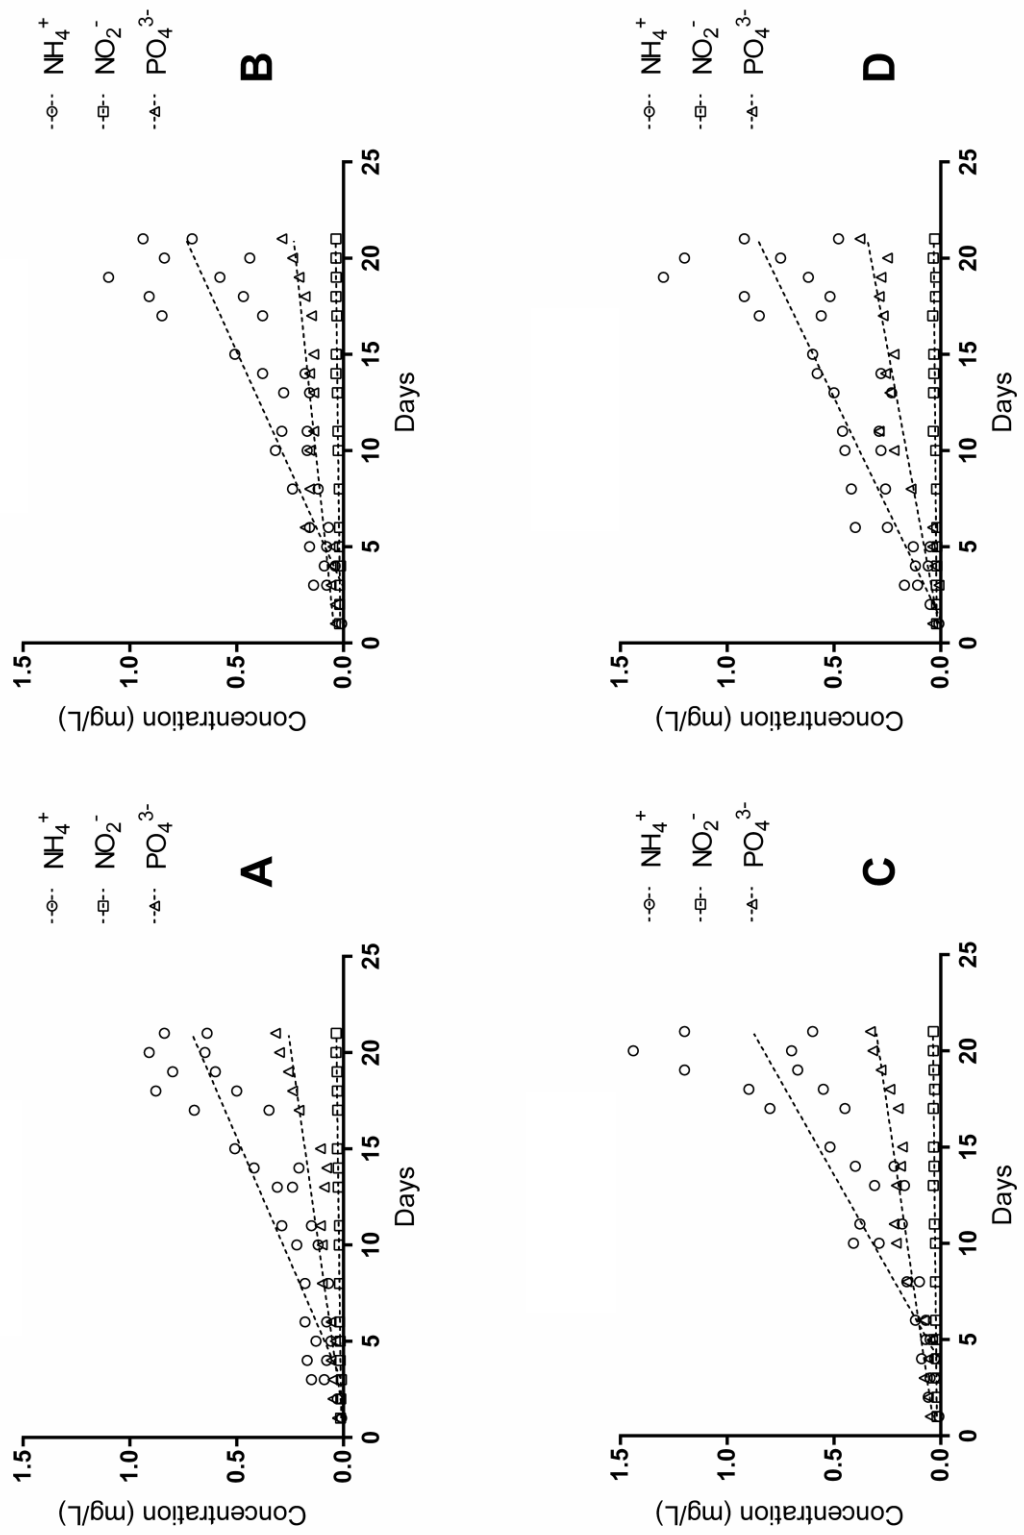 NH4+
NO2-
PO43-
A
1.5
1.0
0.5
0.0
Concentration (mg/L)
0
5
10
15
20
25
Days
NH4+
NO2-
PO43-
B
1.5
1.0
0.5
0.0
Concentration (mg/L)
0
5
10
15
20
25
Days
NH4+
NO2-
PO43-
C
1.5
1.0
0.5
0.0
Concentration (mg/L)
0
5
10
15
20
25
Days
NH4+
NO2-
PO43-
D
1.5
1.0
0.5
0.0
Concentration (mg/L)
0
5
10
15
20
25
Days